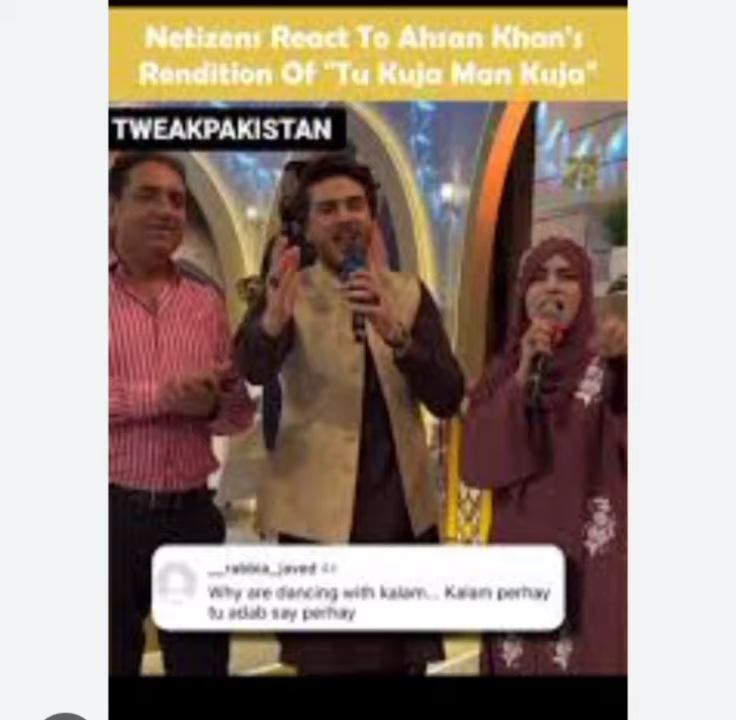 Netizens React To Ahsan Khan's
Rendition Of "Tu Kuja Man Kuja"
TWEAKPAKISTAN
__rabbia_javed
Why are dancing with kalam... Kalam perhay
tu adab say perhay